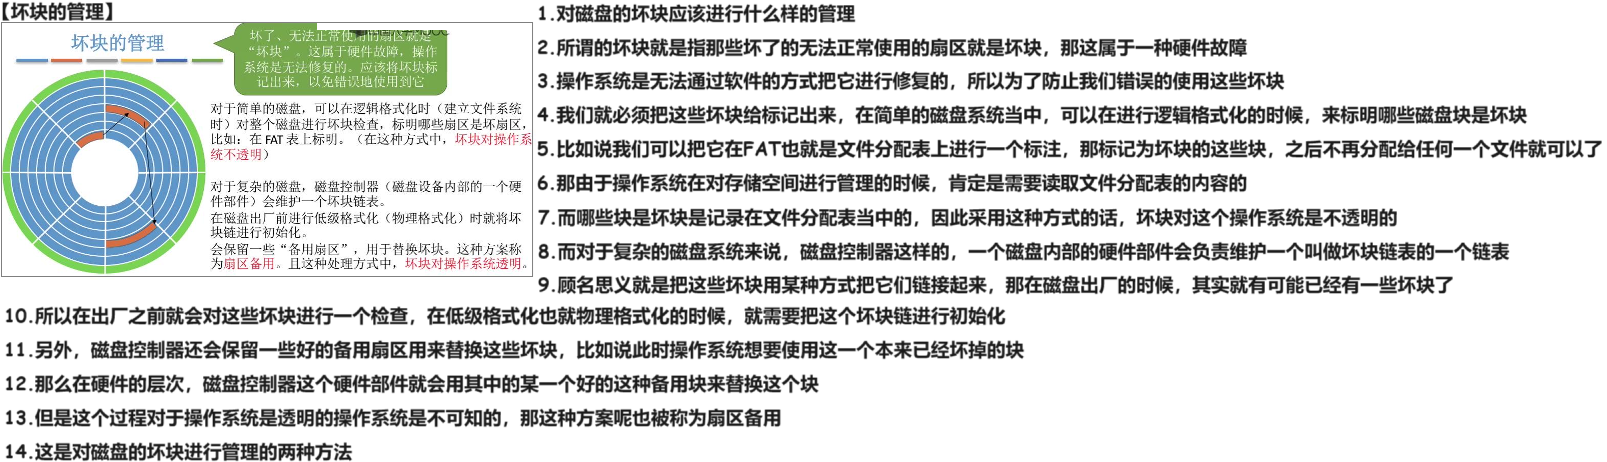 【坏块的管理】
坏块的管理
坏了、无法正常使用的扇区就是
“坏块”。这属于硬件故障，操作
系统是无法修复的。应该将坏块标
记出来，以免错误地使用到它
对于简单的磁盘，可以在逻辑格式化时（建立文件系统
时）对整个磁盘进行坏块检查，标明哪些扇区是坏扇区，
比如：在 FAT 表上标明。（在这种方式中，坏块对操作系
统不透明）
对于复杂的磁盘，磁盘控制器（磁盘设备内部的一个硬
件部件）会维护一个坏块链表。
在磁盘出厂前进行低级格式化（物理格式化）时就将坏
块链进行初始化。
会保留一些“备用扇区”，用于替换坏块。这种方案称
为扇区备用。且这种处理方式中，坏块对操作系统透明。
1.对磁盘的坏块应该进行什么样的管理
2.所谓的坏块就是指那些坏了的无法正常使用的扇区就是坏块，那这属于一种硬件故障
3.操作系统是无法通过软件的方式把它进行修复的，所以为了防止我们错误的使用这些坏块
4.我们就必须把这些坏块给标记出来，在简单的磁盘系统当中，可以在进行逻辑格式化的时候，来标明哪些磁盘块是坏块
5.比如说我们可以把它在FAT也就是文件分配表上进行一个标注，那标记为坏块的这些块，之后不再分配给任何一个文件就可以了
6.那由于操作系统在对存储空间进行管理的时候，肯定是需要读取文件分配表的内容的
7.而哪些块是坏块是记录在文件分配表当中的，因此采用这种方式的话，坏块对这个操作系统是不透明的
8.而对于复杂的磁盘系统来说，磁盘控制器这样的，一个磁盘内部的硬件部件会负责维护一个叫做坏块链表的一个链表
9.顾名思义就是把这些坏块用某种方式把它们链接起来，那在磁盘出厂的时候，其实就有可能已经有一些坏块了
10.所以在出厂之前就会对这些坏块进行一个检查，在低级格式化也就物理格式化的时候，就需要把这个坏块链进行初始化
11.另外，磁盘控制器还会保留一些好的备用扇区用来替换这些坏块，比如说此时操作系统想要使用这一个本来已经坏掉的块
12.那么在硬件的层次，磁盘控制器这个硬件部件就会用其中的某一个好的这种备用块来替换这个块
13.但是这个过程对于操作系统是透明的操作系统是不可知的，那这种方案呢也被称为扇区备用
14.这是对磁盘的坏块进行管理的两种方法